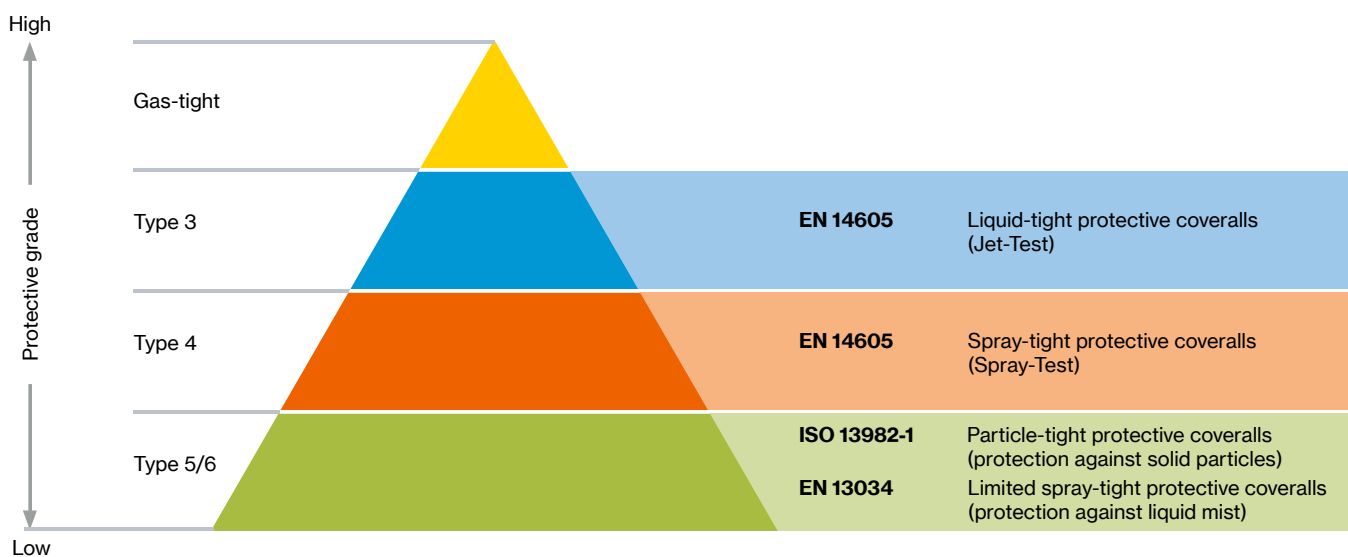 High
Protective grade
Low
Gas-tight
Type 3
EN 14605
Liquid-tight protective coveralls
(Jet-Test)
Type 4
EN 14605
Spray-tight protective coveralls
(Spray-Test)
Type 5/6
ISO 13982-1
Particle-tight protective coveralls
(protection against solid particles)
EN 13034
Limited spray-tight protective coveralls
(protection against liquid mist)